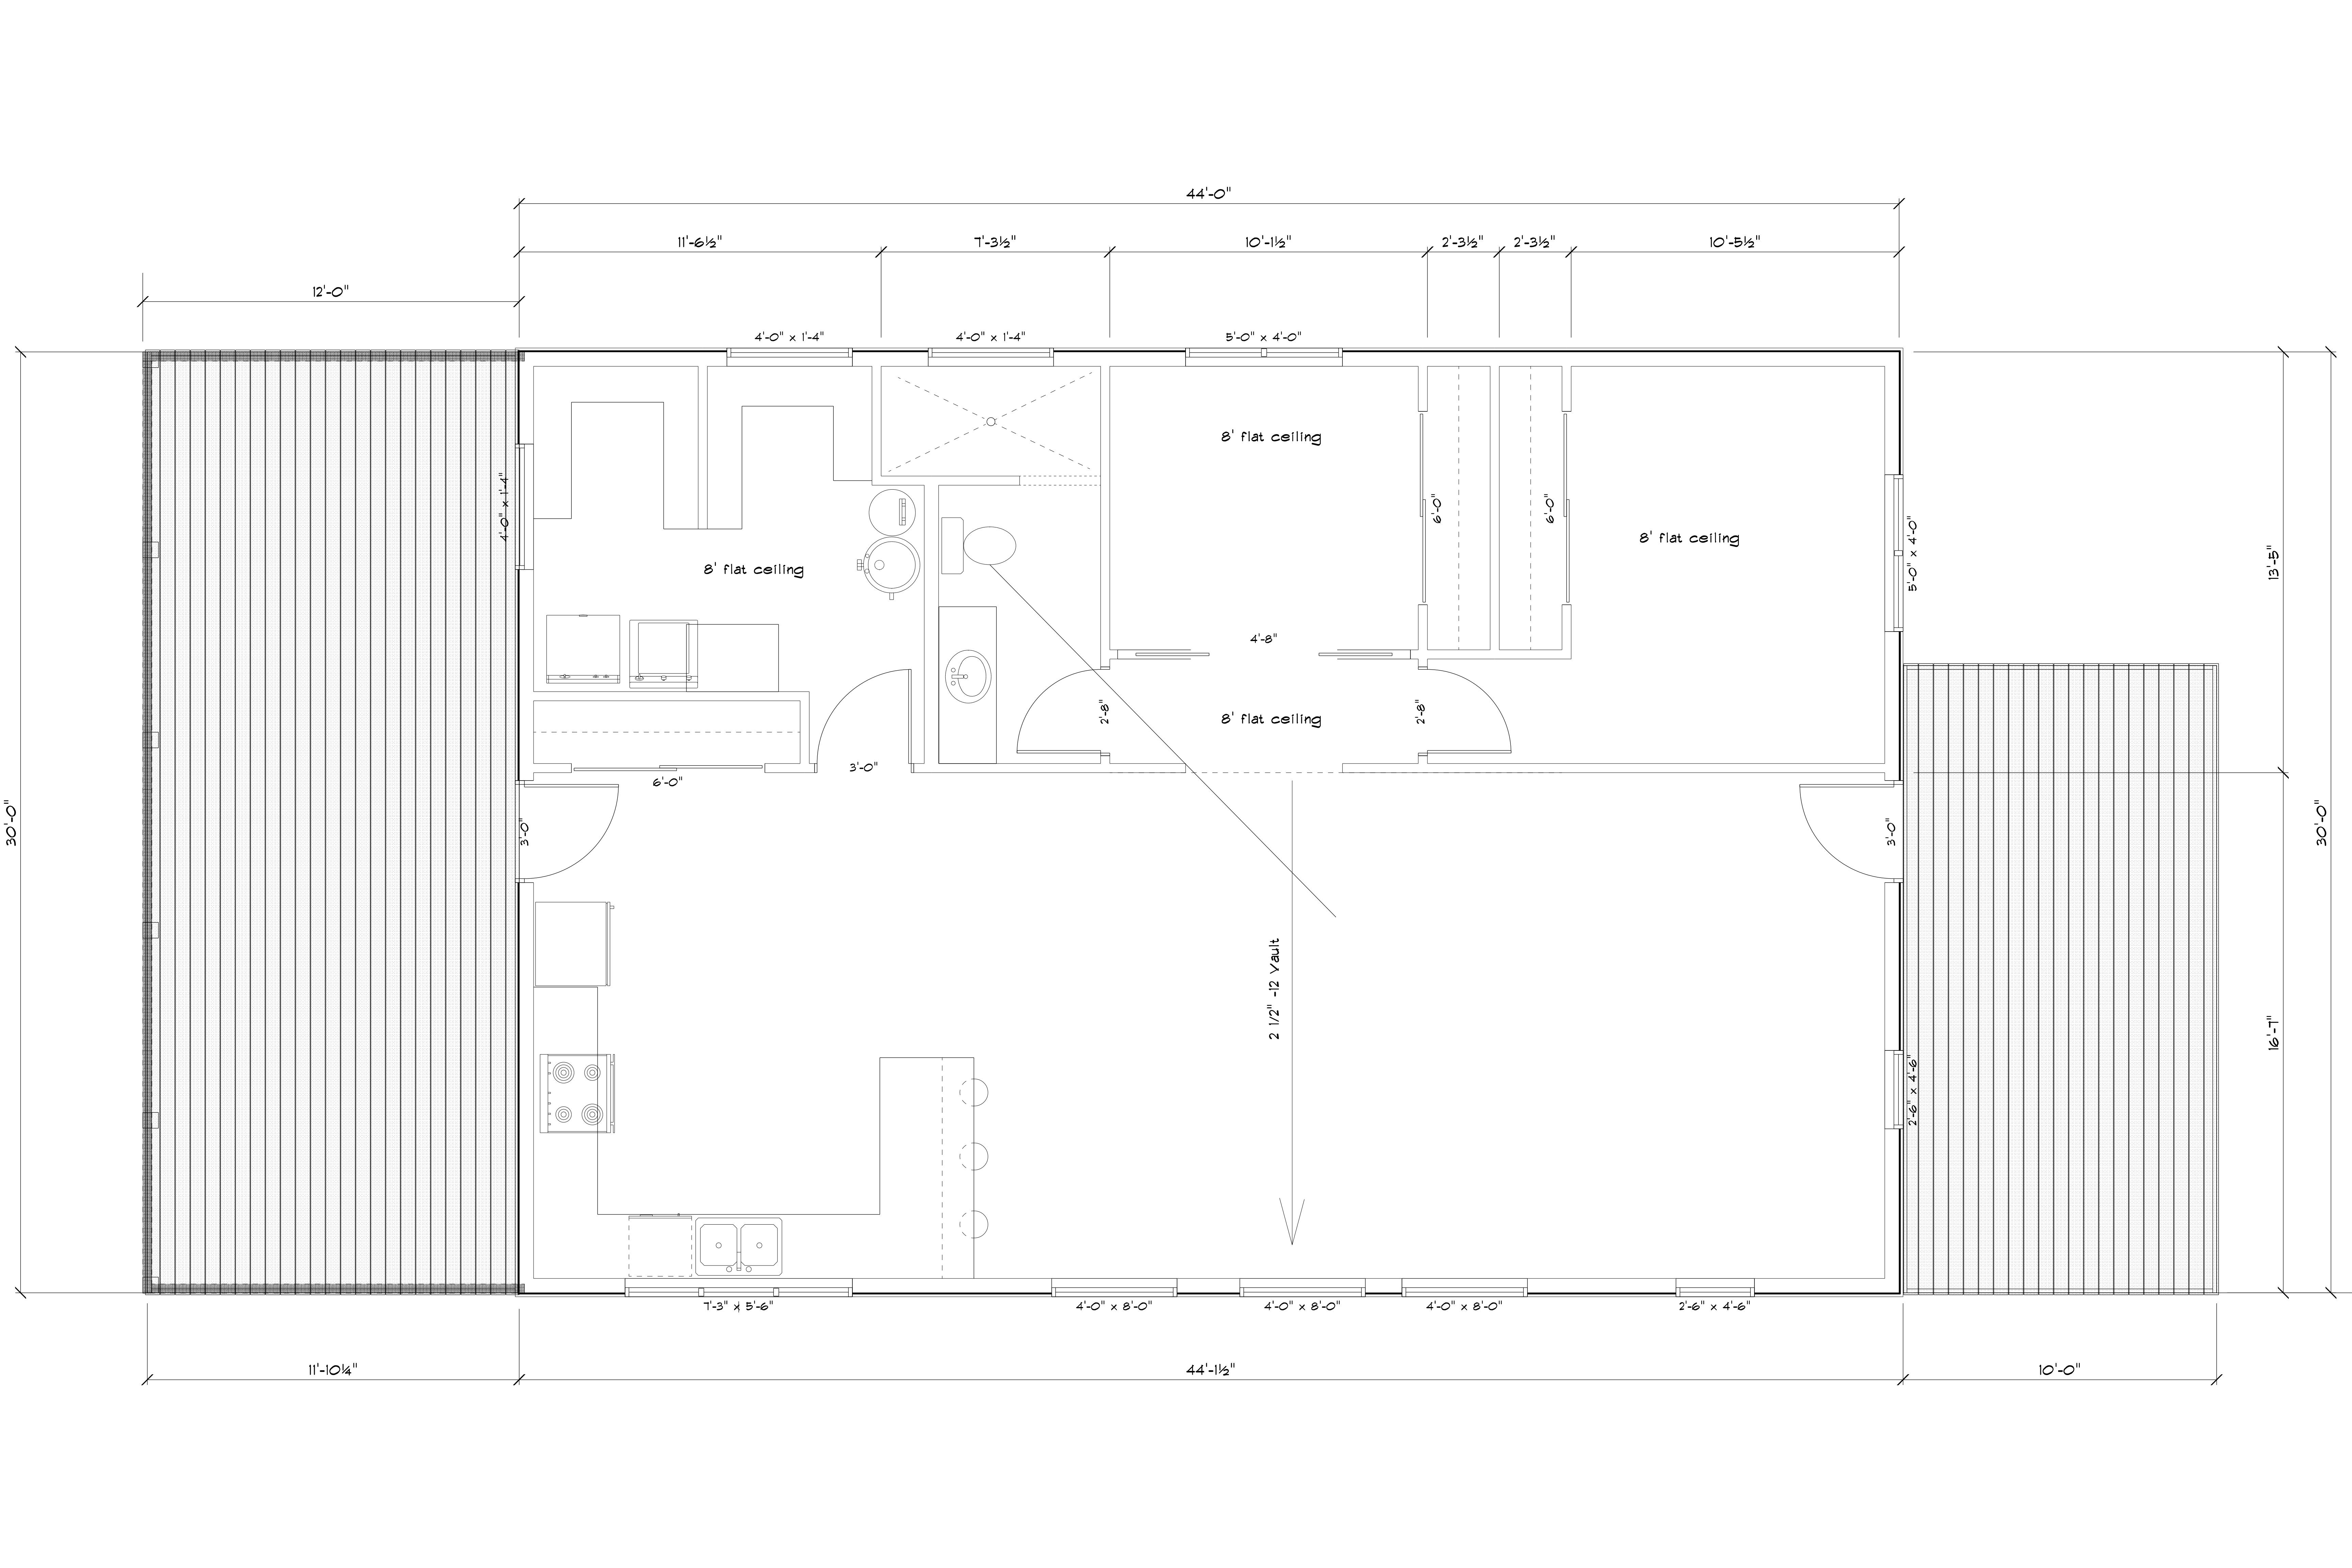 44'-0"
11'-6½"
7'-3½"
10'-1½"
2'-3½"
2'-3½"
10'-5½"
12'-0"
4'-0" x 1'-4"
4'-0" x 1'-4"
5'-0" x 4'-0"
8' flat ceiling
4'-0" x 1'-4"
6'-0"
6'-0"
8' flat ceiling
5'-0" x 4'-0"
13'-5"
8' flat ceiling
4'-8"
2'-8"
8' flat ceiling
2'-8"
3'-0"
6'-0"
30'-0"
3'-0"
3'-0"
30'-0"
2 1/2" -12 Vault
16'-7"
2'-6" x 4'-6"
7'-3" x 5'-6"
4'-0" x 8'-0"
4'-0" x 8'-0"
4'-0" x 8'-0"
2'-6" x 4'-6"
11'-10¼"
44'-1½"
10'-0"